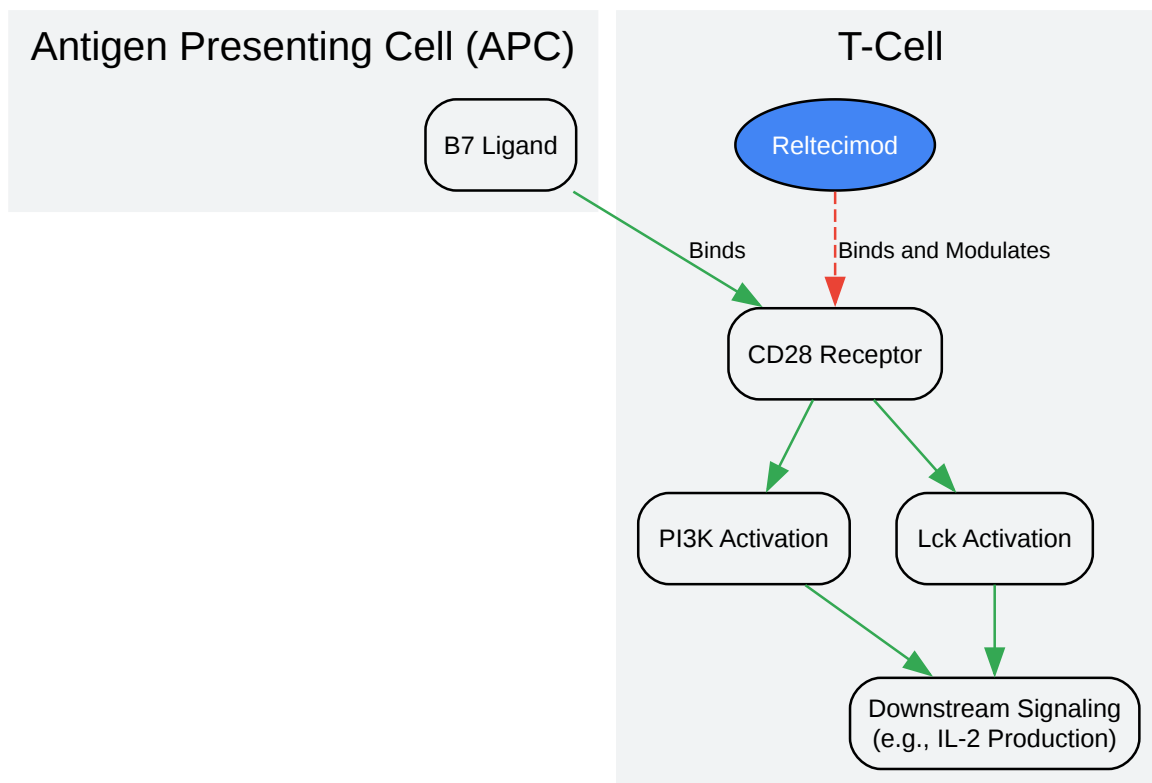 Antigen Presenting Cell (APC)
T-Cell
B7 Ligand
Reltecimod
Binds
Binds and Modulates
CD28 Receptor
PI3K Activation
Lck Activation
Downstream Signaling
(e.g., IL-2 Production)